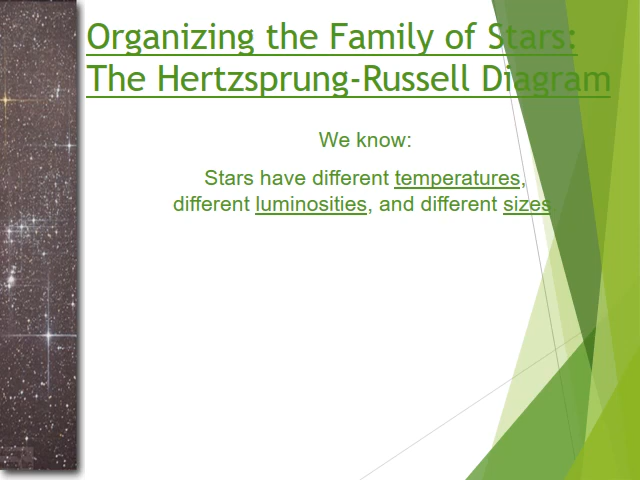 Organizing the Family of Stars:
The Hertzsprung-Russell Diagram
We know:
Stars have different temperatures,
different luminosities, and different sizes